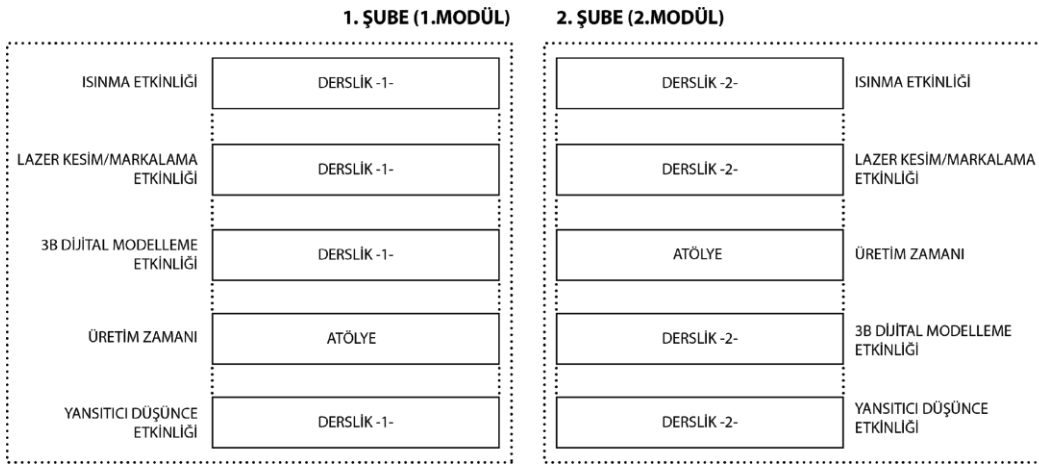 1. ŞUBE (1.MODÜL)
2. ŞUBE (2.MODÜL)
ISINMA ETKİNLİĞİ
DERSLİK -1-
DERSLİK -2-
ISINMA ETKİNLİĞİ
LAZER KESİM/MARKALAMA
ETKİNLİĞİ
DERSLİK -1-
DERSLİK -2-
LAZER KESİM/MARKALAMA
ETKİNLİĞİ
3B DİJİTAL MODELLEME
ETKİNLİĞİ
DERSLİK -1-
ATÖLYE
ÜRETİM ZAMANI
ÜRETİM ZAMANI
ATÖLYE
DERSLİK -2-
3B DİJİTAL MODELLEME
ETKİNLİĞİ
YANSITICI DÜŞÜNCE
ETKİNLİĞİ
DERSLİK -1-
DERSLİK -2-
YANSITICI DÜŞÜNCE
ETKİNLİĞİ